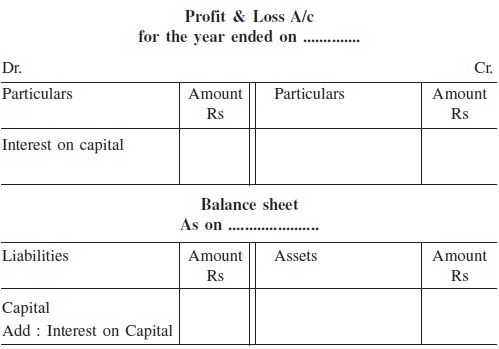 Profit & Loss A/c
for the year ended on ..............
Dr. Cr.
Particulars Amount Particulars Amount
Rs Rs
Interest on capital
Balance sheet
As on ......................
Liabilities Amount Assets Amount
Rs Rs
Capital
Add : Interest on Capital